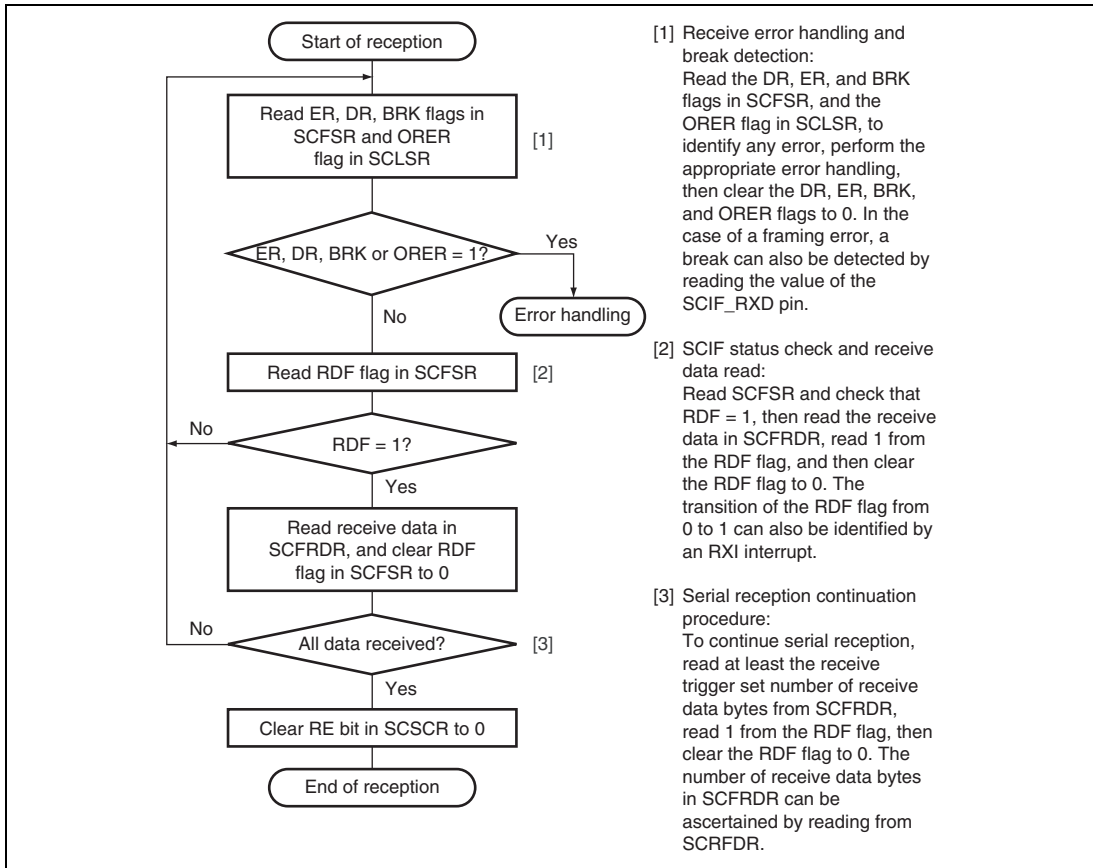 Start of reception
Read ER, DR, BRK flags in
SCFSR and ORER
flag in SCLSR
[1]
ER, DR, BRK or ORER = 1?
Yes
Error handling
No
Read RDF flag in SCFSR
[2]
No
RDF = 1?
Yes
Read receive data in
SCFRDR, and clear RDF
flag in SCFSR to 0
No
All data received?
[3]
Yes
Clear RE bit in SCSCR to 0
End of reception
[1] Receive error handling and
break detection:
Read the DR, ER, and BRK
flags in SCFSR, and the
ORER flag in SCLSR, to
identify any error, perform the
appropriate error handling,
then clear the DR, ER, BRK,
and ORER flags to 0. In the
case of a framing error, a
break can also be detected by
reading the value of the
SCIF_RXD pin.
[2] SCIF status check and receive
data read:
Read SCFSR and check that
RDF = 1, then read the receive
data in SCFRDR, read 1 from
the RDF flag, and then clear
the RDF flag to 0. The
transition of the RDF flag from
0 to 1 can also be identified by
an RXI interrupt.
[3] Serial reception continuation
procedure:
To continue serial reception,
read at least the receive
trigger set number of receive
data bytes from SCFRDR,
read 1 from the RDF flag, then
clear the RDF flag to 0. The
number of receive data bytes
in SCFRDR can be
ascertained by reading from
SCRFDR.